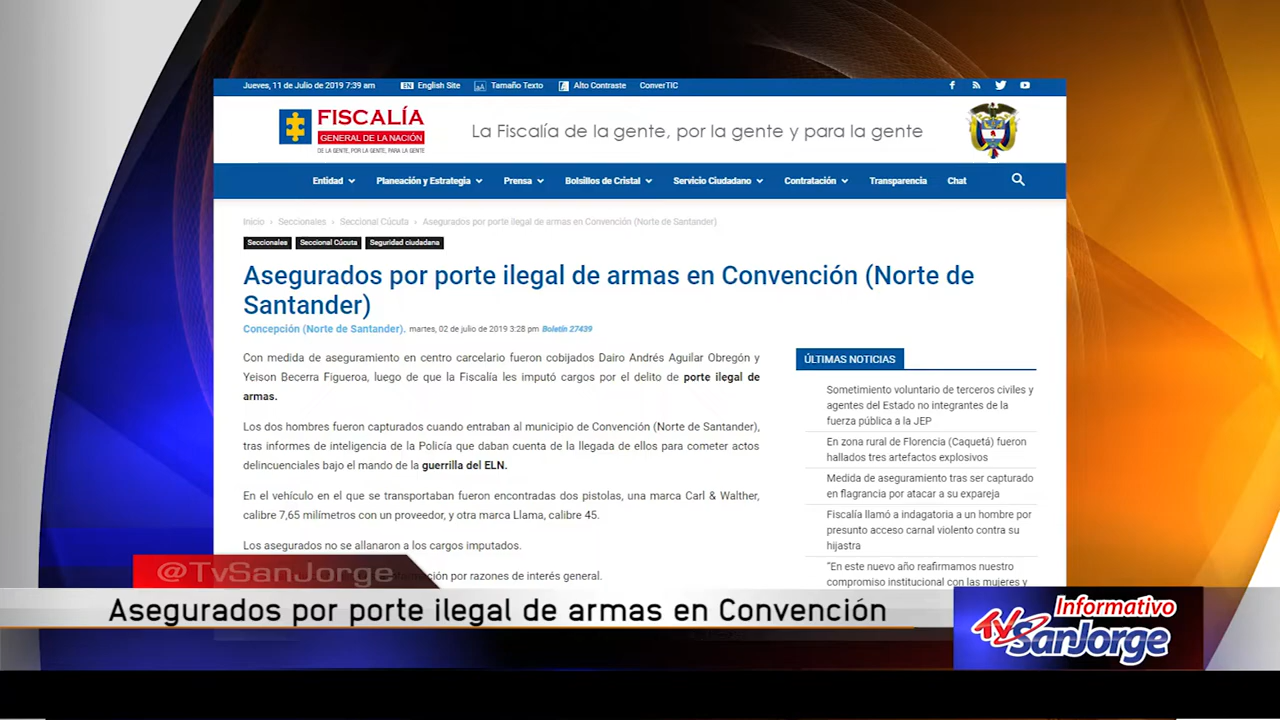 Jueves, 11 de Julio de 2019 7:39 am
EN English Site
Tamaño Texto
Alto Contraste
ConverTIC
FISCALÍA
GENERAL DE LA NACIÓN
DE LA GENTE, POR LA GENTE, PARA LA GENTE
La Fiscalía de la gente, por la gente y para la gente
Entidad
Planeación y Estrategia
Prensa
Bolsillos de Cristal
Servicio Ciudadano
Contratación
Transparencia
Chat
Inicio › Seccionales › Seccional Cúcuta › Asegurados por porte ilegal de armas en Convención (Norte de Santander)
Seccionales
Seccional Cúcuta
Seguridad ciudadana
Asegurados por porte ilegal de armas en Convención (Norte de
Santander)
Concepción (Norte de Santander). martes, 02 de julio de 2019 3:28 pm Boletín 27439
Con medida de aseguramiento en centro carcelario fueron cobijados Dairo Andrés Aguilar Obregón y
Yeison Becerra Figueroa, luego de que la Fiscalía les imputó cargos por el delito de porte ilegal de
armas.
Los dos hombres fueron capturados cuando entraban al municipio de Convención (Norte de Santander),
tras informes de inteligencia de la Policía que daban cuenta de la llegada de ellos para cometer actos
delincuenciales bajo el mando de la guerrilla del ELN.
En el vehículo en el que se transportaban fueron encontradas dos pistolas, una marca Carl & Walther,
calibre 7,65 milímetros con un proveedor, y otra marca Llama, calibre 45.
Los asegurados no se allanaron a los cargos imputados.
por razones de interés general.
ÚLTIMAS NOTICIAS
Sometimiento voluntario de terceros civiles y
agentes del Estado no integrantes de la
fuerza pública a la JEP
En zona rural de Florencia (Caquetá) fueron
hallados tres artefactos explosivos
Medida de aseguramiento tras ser capturado
en flagrancia por atacar a su expareja
Fiscalía llamó a indagatoria a un hombre por
presunto acceso carnal violento contra su
hijastra
“En este nuevo año reafirmamos nuestro
compromiso institucional con las mujeres y
@TvSanJorge
Asegurados por porte ilegal de armas en Convención
Informativo
TV SanJorge